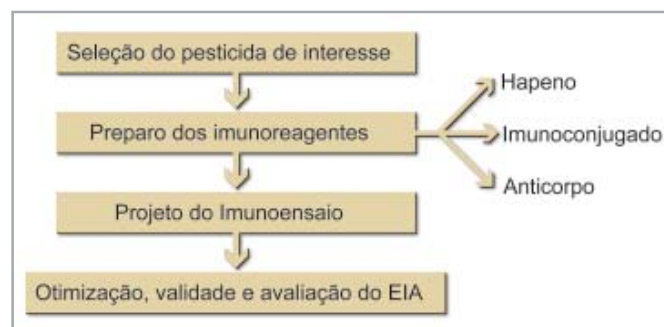 Seleção do pesticida de interesse
Preparo dos imunoreagentes
Hapeno
Imunoconjugado
Anticorpo
Projeto do Imunoensaio
Otimização, validade e avaliação do EIA